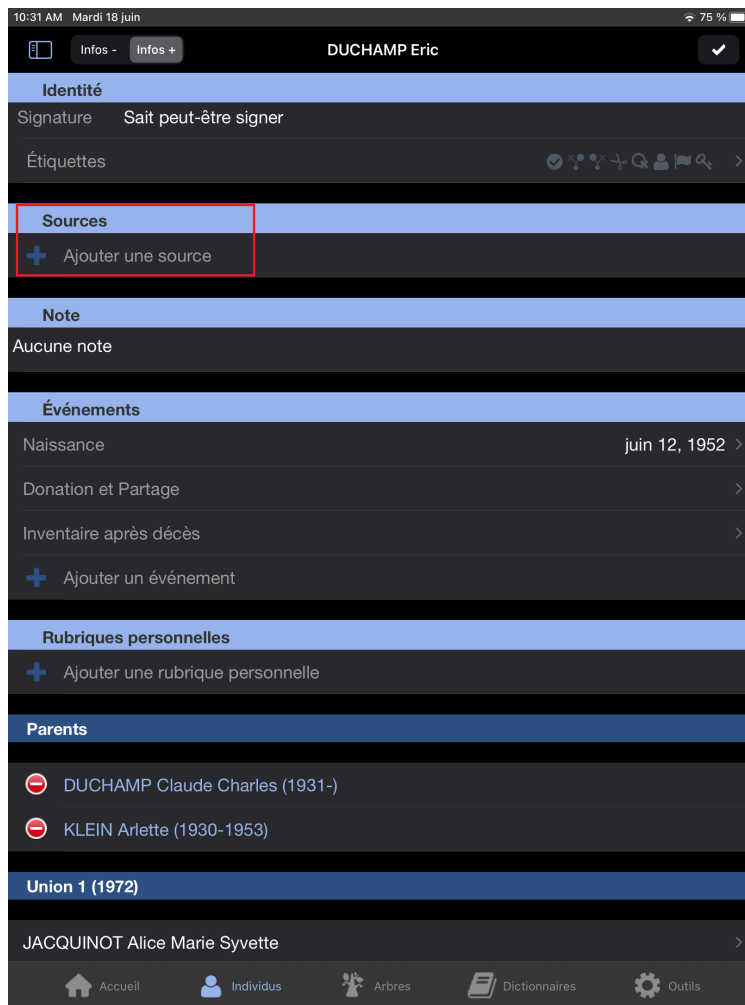 10:31 AM Mardi 18 juin 75 %
Infos - Infos + DUCHAMP Eric
Identité
Signature Sait peut-être signer
Étiquettes
Sources
Ajouter une source
Note
Aucune note
Événements
Naissance juin 12, 1952
Donation et Partage
Inventaire après décès
Ajouter un événement
Rubriques personnelles
Ajouter une rubrique personnelle
Parents
DUCHAMP Claude Charles (1931-)
KLEIN Arlette (1930-1953)
Union 1 (1972)
JACQUINOT Alice Marie Syvette
Accueil Individus Arbres Dictionnaires Outils